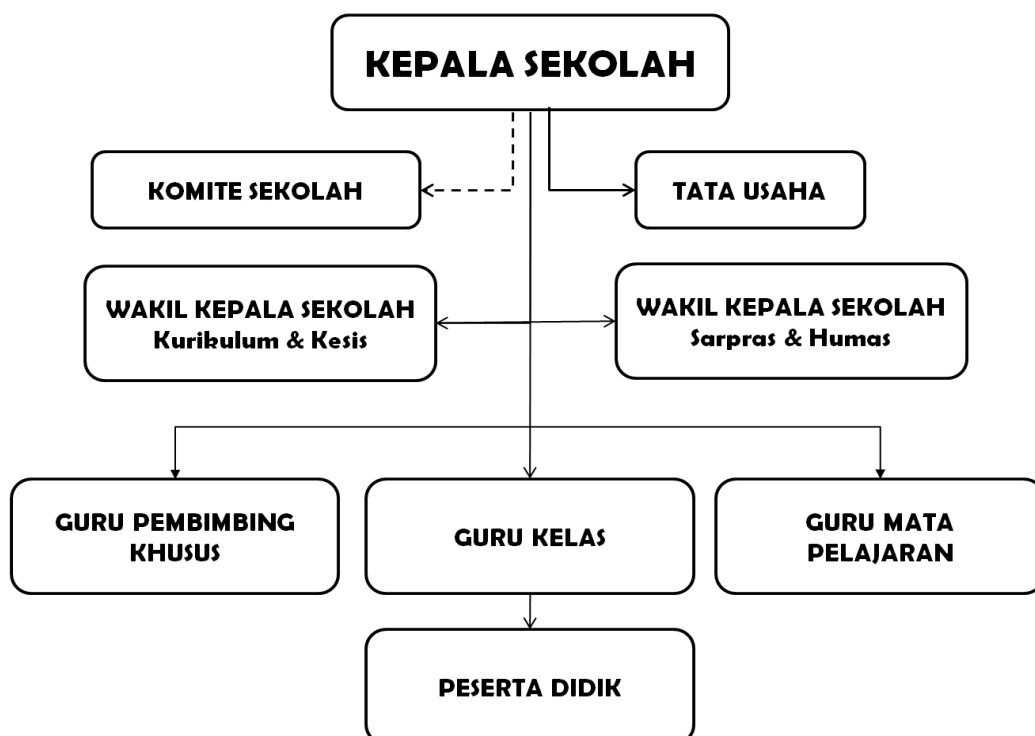 KEPALA SEKOLAH
KOMITE SEKOLAH
TATA USAHA
WAKIL KEPALA SEKOLAH
Kurikulum & Kesis
WAKIL KEPALA SEKOLAH
Sarpras & Humas
GURU PEMBIMBING
KHUSUS
GURU KELAS
GURU MATA
PELAJARAN
PESERTA DIDIK